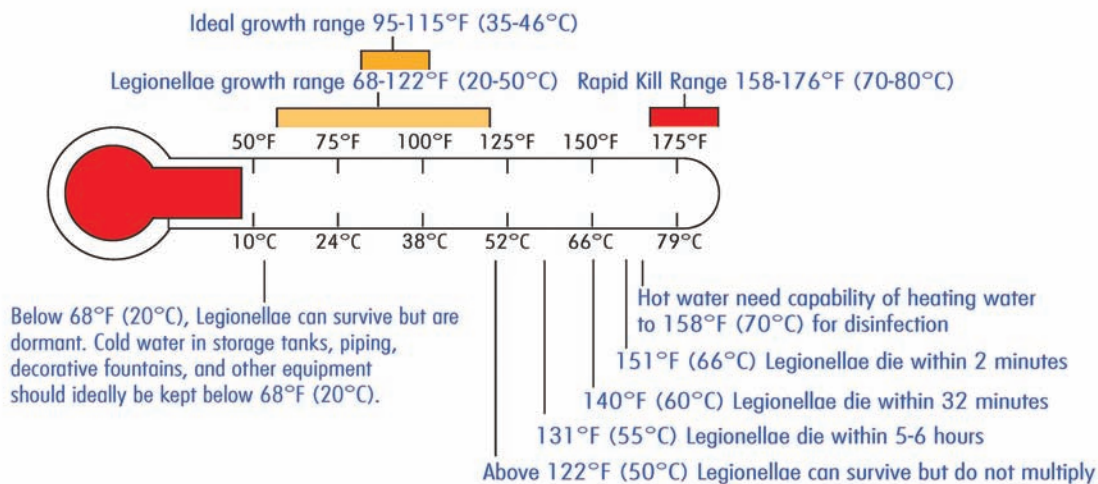 Ideal growth range 95-115°F (35-46°C)
Legionellae growth range 68-122°F (20-50°C)
Rapid Kill Range 158-176°F (70-80°C)
50°F 75°F 100°F 125°F 150°F 175°F
10°C 24°C 38°C 52°C 66°C 79°C
Below 68°F (20°C), Legionellae can survive but are
dormant. Cold water in storage tanks, piping,
decorative fountains, and other equipment
should ideally be kept below 68°F (20°C).
Hot water need capability of heating water
to 158°F (70°C) for disinfection
151°F (66°C) Legionellae die within 2 minutes
140°F (60°C) Legionellae die within 32 minutes
131°F (55°C) Legionellae die within 5-6 hours
Above 122°F (50°C) Legionellae can survive but do not multiply